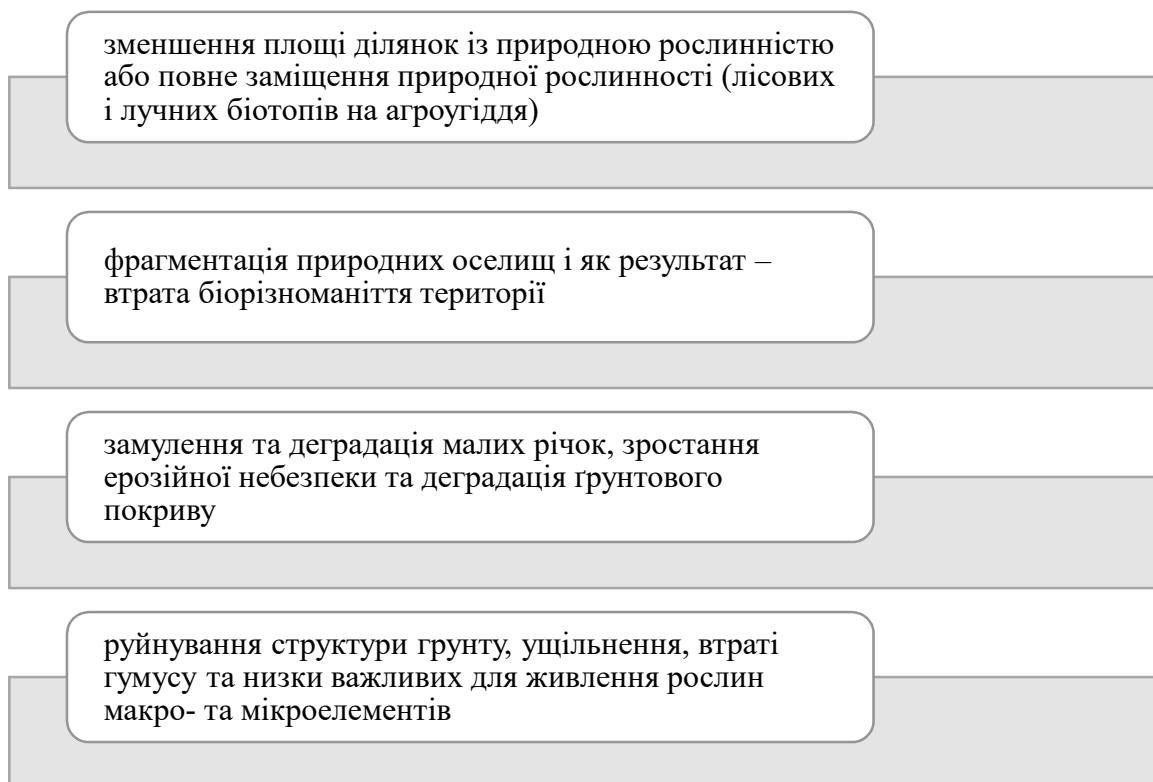 зменшення площі ділянок із природною рослинністю
або повне заміщення природної рослинності (лісових
і лучних біотопів на агроугіддя)
фрагментація природних оселищ і як результат –
втрата біорізноманіття території
замулення та деградація малих річок, зростання
ерозійної небезпеки та деградація ґрунтового
покриву
руйнування структури грунту, ущільнення, втраті
гумусу та низки важливих для живлення рослин
макро- та мікроелементів